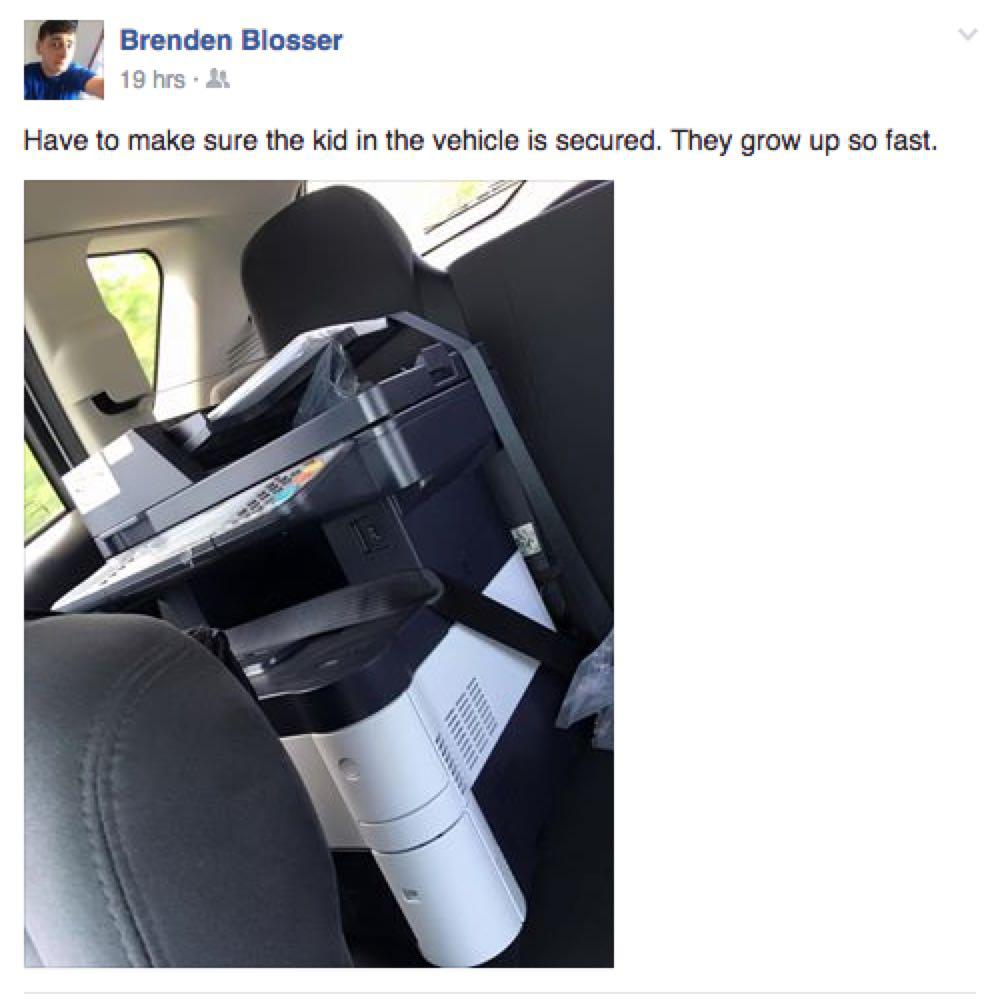 Brenden Blosser
19 hrs ·
Have to make sure the kid in the vehicle is secured. They grow up so fast.